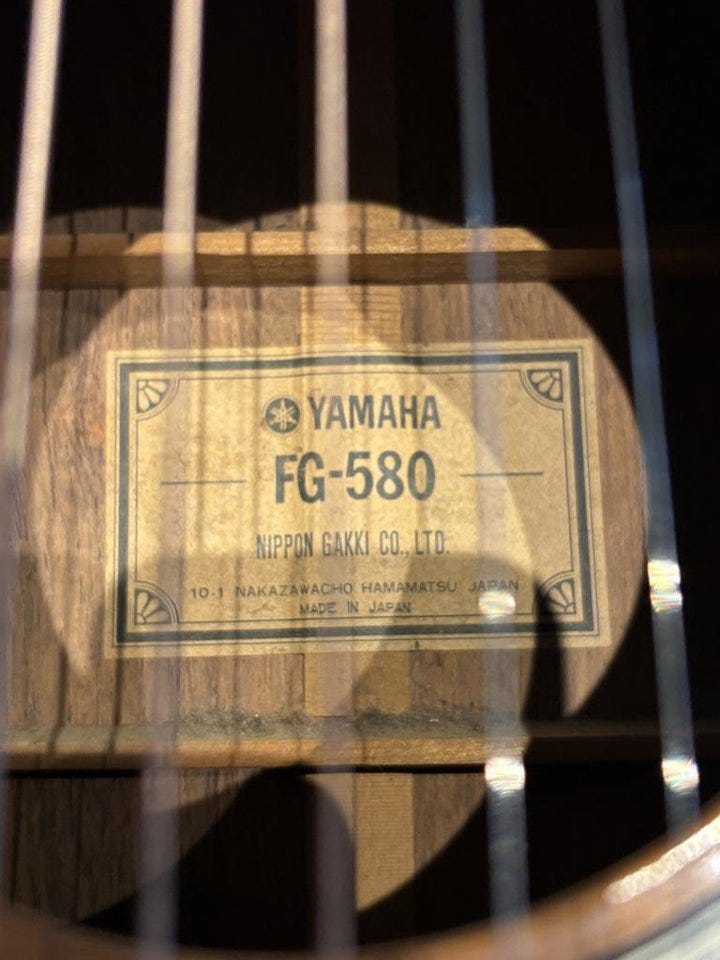 YAMAHA
FG-580
NIPPON GAKKI CO., LTD.
10-1 NAKAZAWACHO HAMAMATSU JAPAN
MADE IN JAPAN